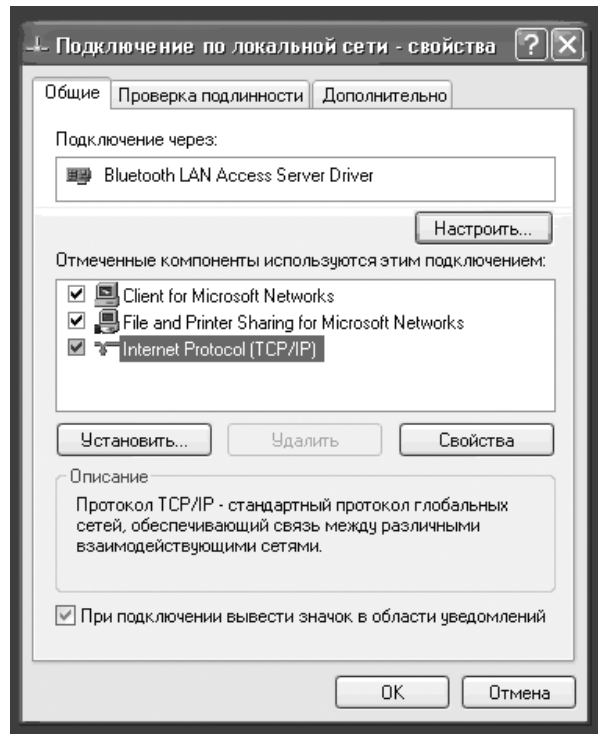 Подключение по локальной сети - свойства
Общие Проверка подлинности Дополнительно
Подключение через:
Bluetooth LAN Access Server Driver
Настроить...
Отмеченные компоненты используются этим подключением:
Client for Microsoft Networks
File and Printer Sharing for Microsoft Networks
Internet Protocol (TCP/IP)
Установить... Удалить Свойства
Описание
Протокол TCP/IP - стандартный протокол глобальных
сетей, обеспечивающий связь между различными
взаимодействующими сетями.
При подключении вывести значок в области уведомлений
OK Отмена